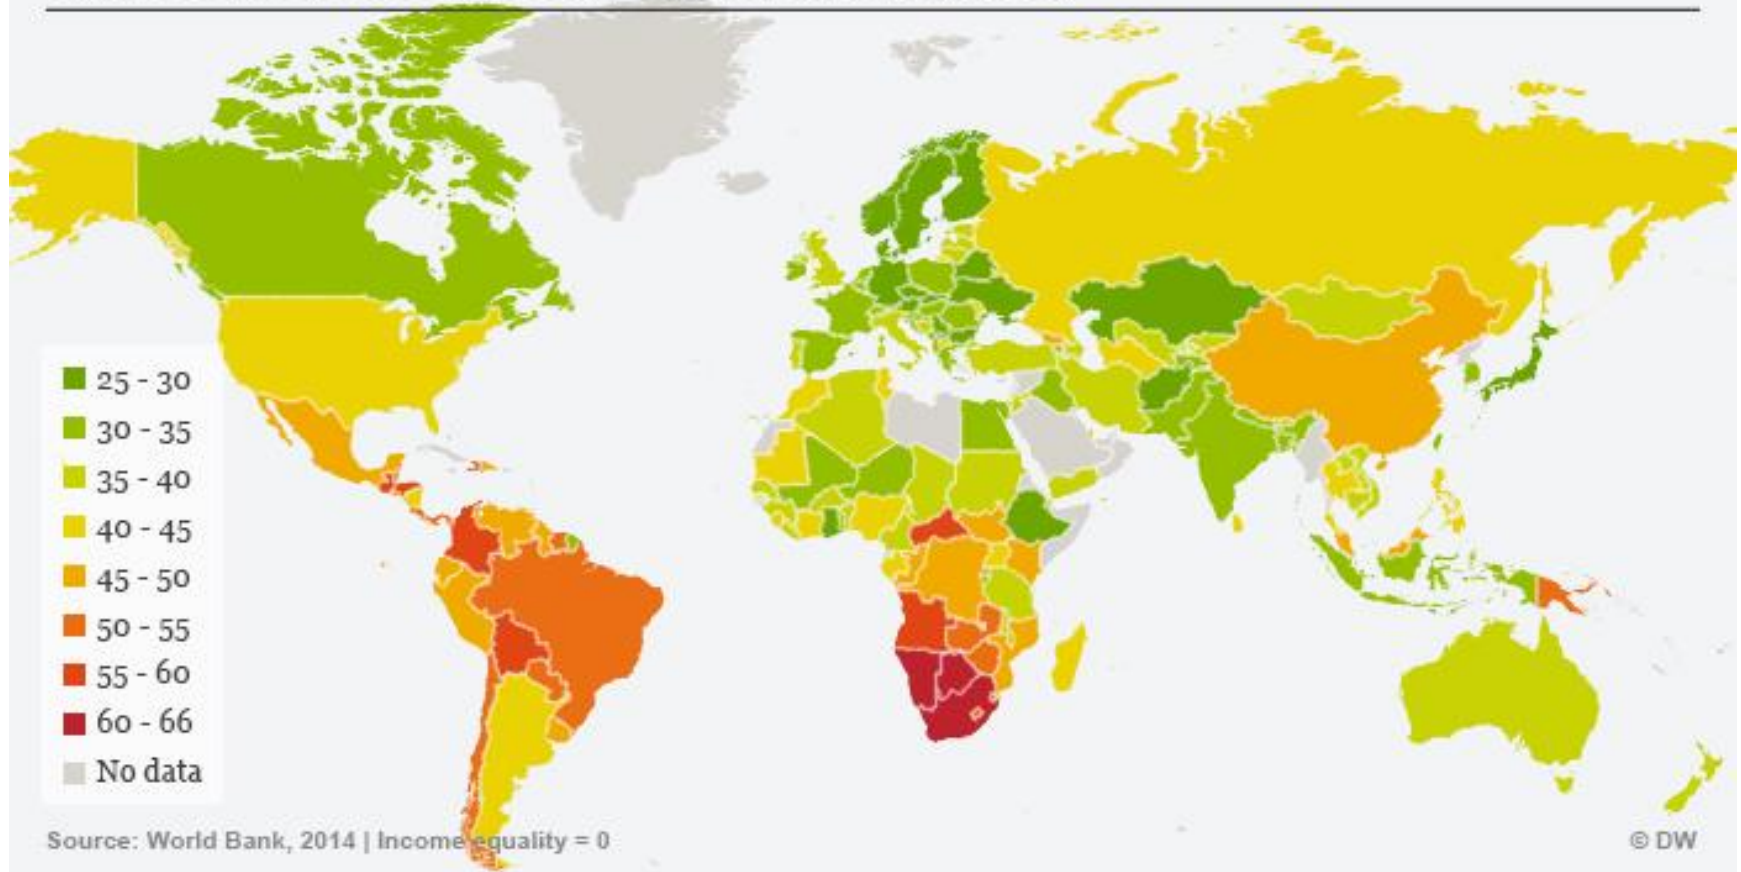 25 - 30
30 - 35
35 - 40
40 - 45
45 - 50
50 - 55
55 - 60
60 - 66
No data
Source: World Bank, 2014 | Income equality = 0
© DW